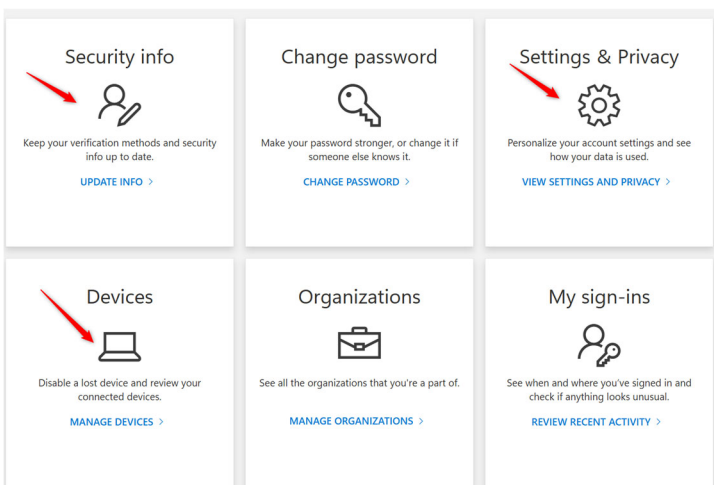 Security info
Keep your verification methods and security
info up to date.
UPDATE INFO
Change password
Make your password stronger, or change it if
someone else knows it.
CHANGE PASSWORD
Settings & Privacy
Personalize your account settings and see
how your data is used.
VIEW SETTINGS AND PRIVACY
Devices
Disable a lost device and review your
connected devices.
MANAGE DEVICES
Organizations
See all the organizations that you're a part of.
MANAGE ORGANIZATIONS
My sign-ins
See when and where you've signed in and
check if anything looks unusual.
REVIEW RECENT ACTIVITY